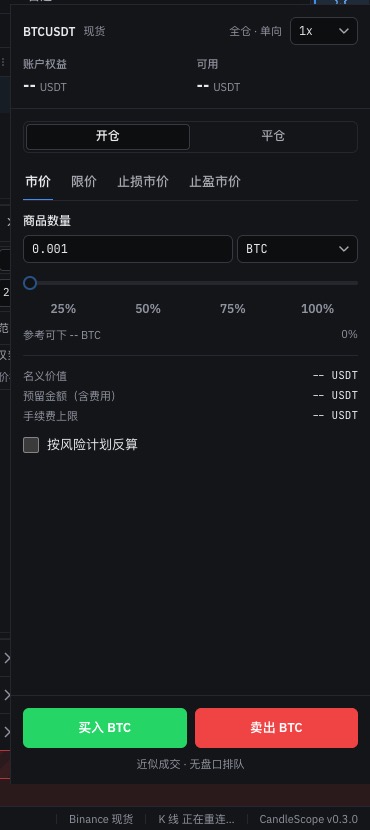 BTCUSDT 现货 全仓·单向 1x
账户权益 可用
-- USDT -- USDT
开仓 平仓
市价 限价 止损市价 止盈市价
商品数量
0.001 BTC
25% 50% 75% 100%
参考可下 -- BTC 0%
名义价值 -- USDT
预留金额（含费用） -- USDT
手续费上限 -- USDT
按风险计划反算
买入 BTC 卖出 BTC
近似成交 · 无盘口排队
Binance 现货 K 线 正在重连... CandleScope v0.3.0